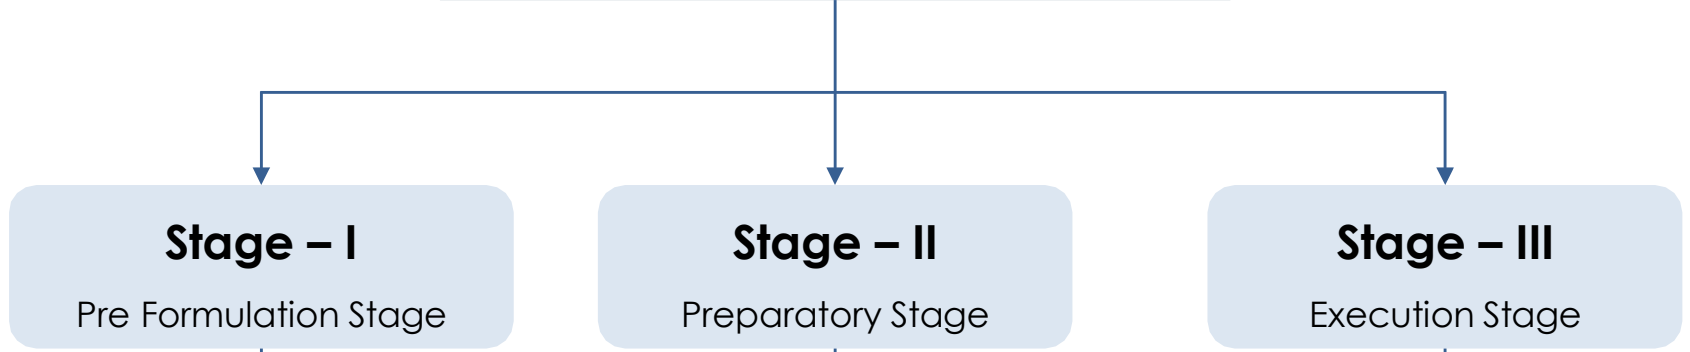 Stage – I
Pre Formulation Stage
Stage – II
Preparatory Stage
Stage – III
Execution Stage